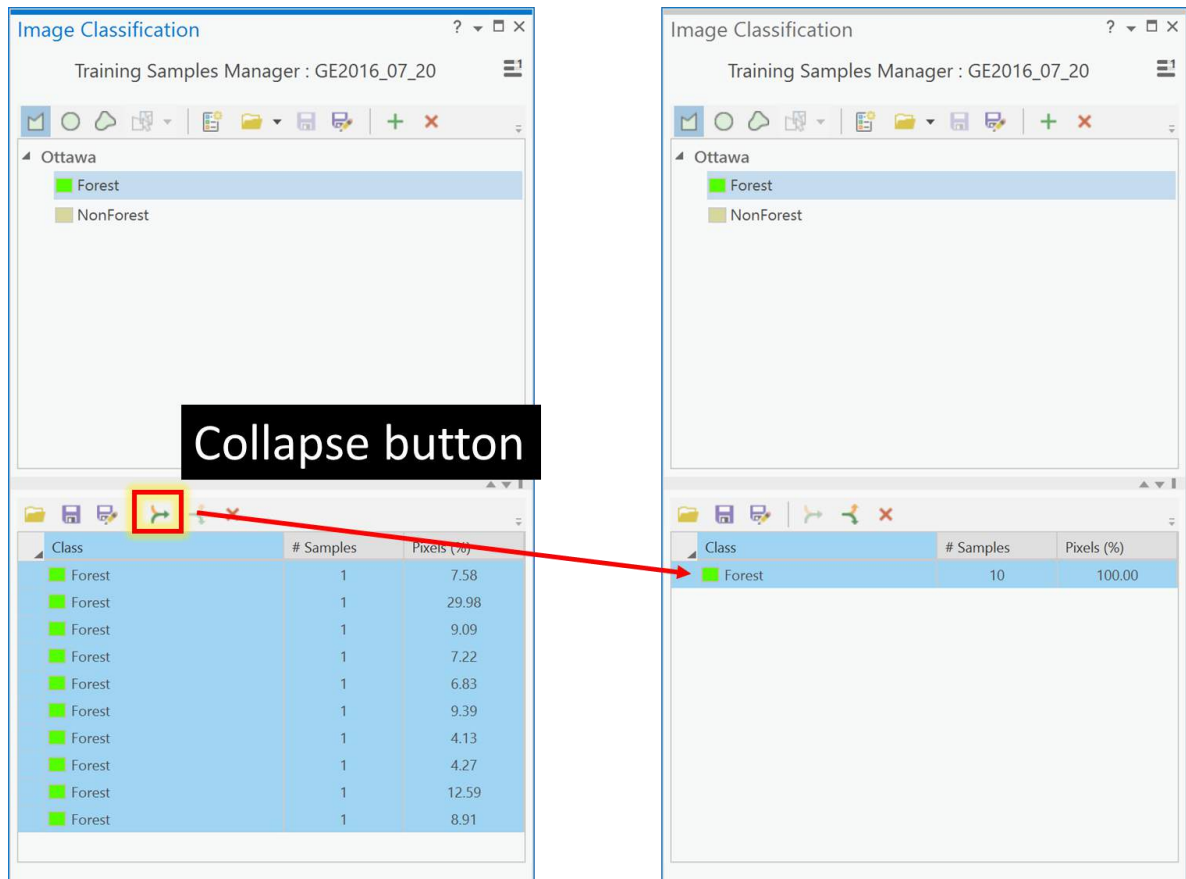 Image Classification
?
Training Samples Manager : GE2016_07_20
Ottawa
Forest
NonForest
Collapse button
Class # Samples Pixels (%)
Forest 1 7.58
Forest 1 29.98
Forest 1 9.09
Forest 1 7.22
Forest 1 6.83
Forest 1 9.39
Forest 1 4.13
Forest 1 4.27
Forest 1 12.59
Forest 1 8.91
Image Classification
?
Training Samples Manager : GE2016_07_20
Ottawa
Forest
NonForest
Class # Samples Pixels (%)
Forest 10 100.00